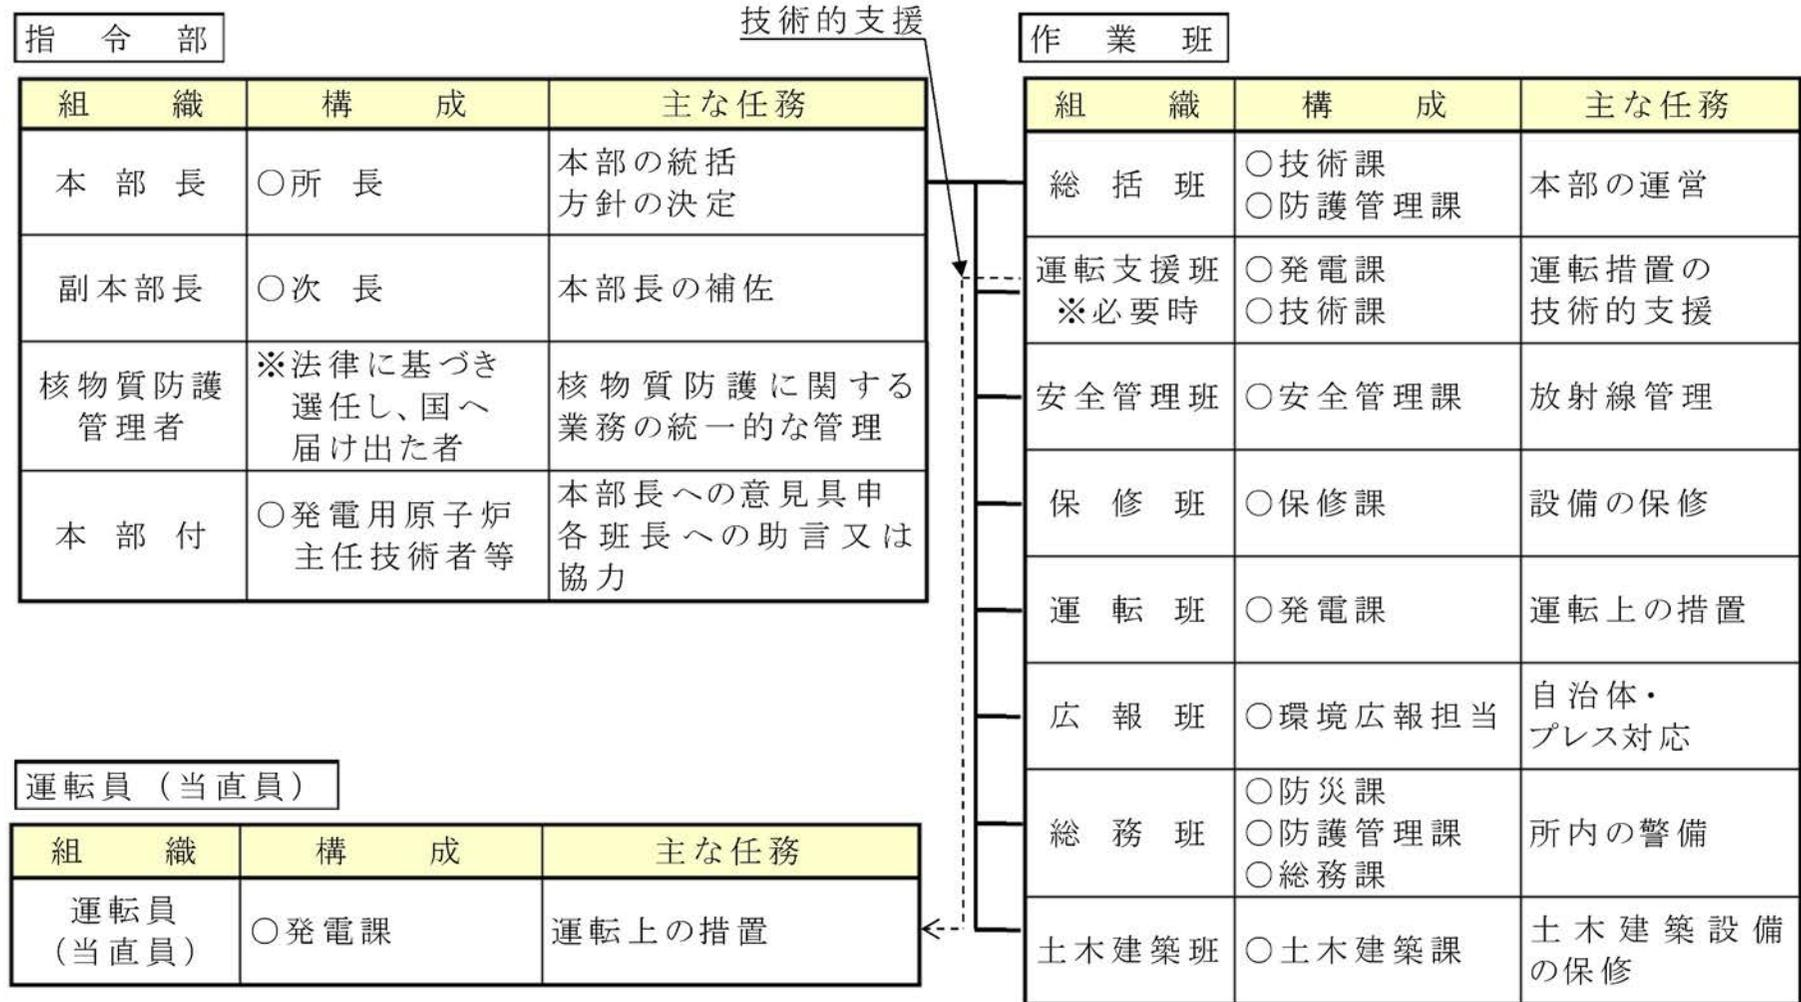 技術的支援
指令部
組織 構成 主な任務
本部長 ○所長 本部の統括
方針の決定
副本部長 ○次長 本部長の補佐
核物質防護
管理者
※法律に基づき
選任し、国へ
届け出た者
核物質防護に関する
業務の統一的な管理
本部付
○発電用原子炉
主任技術者等
本部長への意見具申
各班長への助言又は
協力
運転員（当直員）
組織 構成 主な任務
運転員
（当直員）
○発電課
運転上の措置
作業班
組織 構成 主な任務
総括班
○技術課
○防護管理課
本部の運営
運転支援班
※必要時
○発電課
○技術課
運転措置の
技術的支援
安全管理班 ○安全管理課 放射線管理
保修班 ○保修課 設備の保修
運転班 ○発電課 運転上の措置
広報班 ○環境広報担当
自治体・
プレス対応
総務班
○防災課
○防護管理課
○総務課
所内の警備
土木建築班 ○土木建築課
土木建築設備
の保修